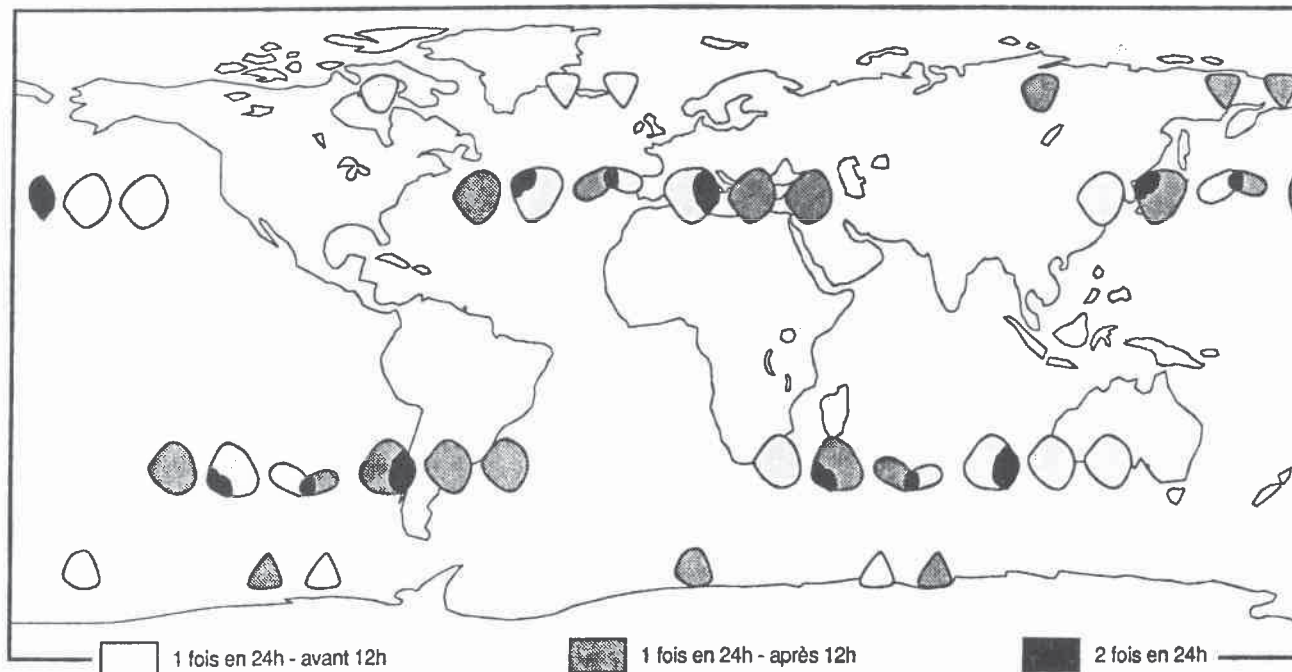 1 fois en 24h - avant 12h
1 fois en 24h - après 12h
2 fois en 24h